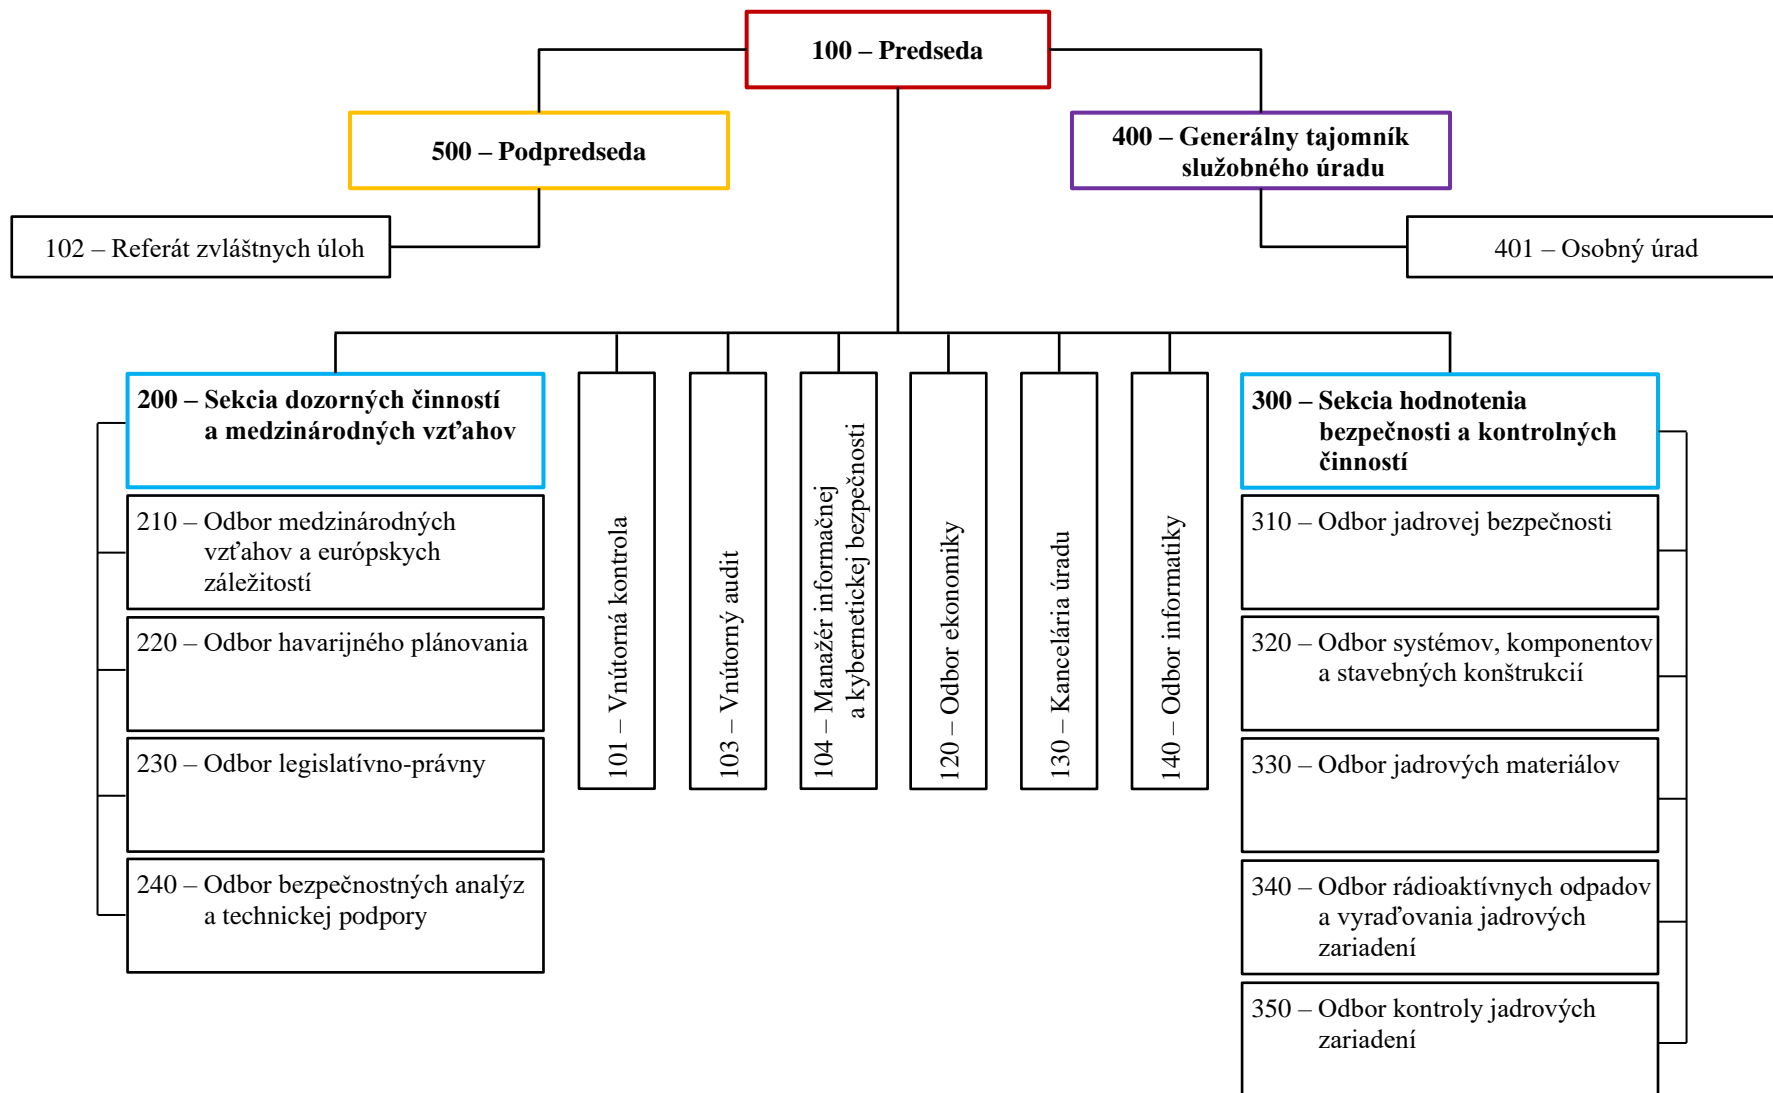 100 – Predseda
500 – Podpredseda
400 – Generálny tajomník
služobného úradu
102 – Referát zvláštnych úloh
401 – Osobný úrad
200 – Sekcia dozorných činností
a medzinárodných vzťahov
210 – Odbor medzinárodných
vzťahov a európskych
záležitostí
220 – Odbor havarijného plánovania
230 – Odbor legislatívno-právny
240 – Odbor bezpečnostných analýz
a technickej podpory
101 – Vnútorná kontrola
103 – Vnútorný audit
104 – Manažér informačnej
a kybernetickej bezpečnosti
120 – Odbor ekonomiky
130 – Kancelária úradu
140 – Odbor informatiky
300 – Sekcia hodnotenia
bezpečnosti a kontrolných
činností
310 – Odbor jadrovej bezpečnosti
320 – Odbor systémov, komponentov
a stavebných konštrukcií
330 – Odbor jadrových materiálov
340 – Odbor rádioaktívnych odpadov
a vyraďovania jadrových
zariadení
350 – Odbor kontroly jadrových
zariadení